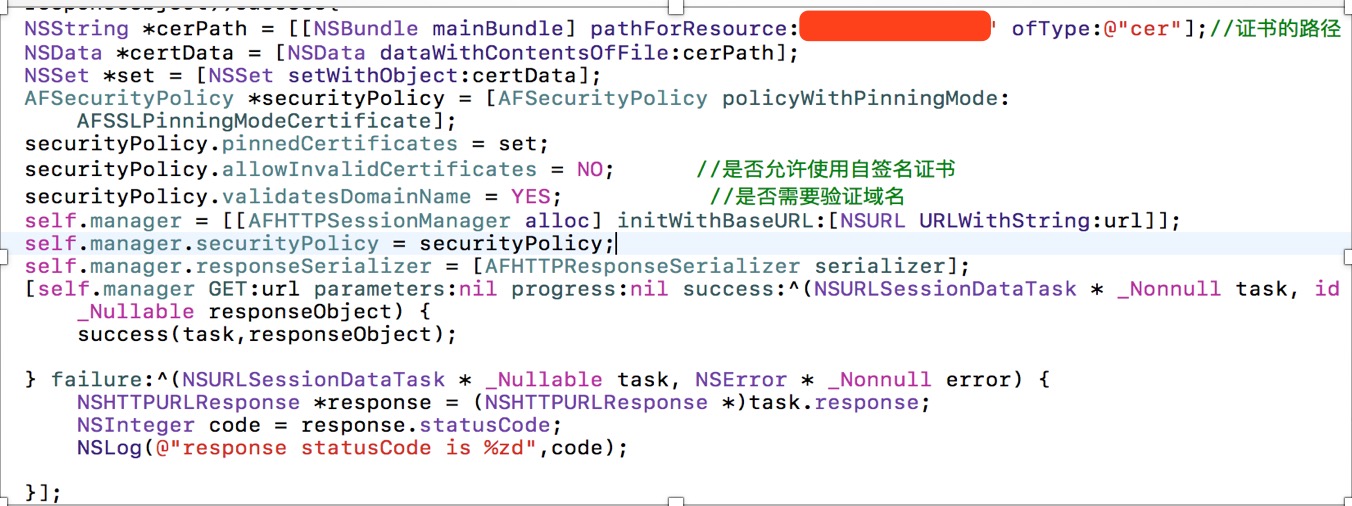 NSString *cerPath = [[NSBundle mainBundle] pathForResource: ofType:@"cer"];//证书的路径
NSData *certData = [NSData dataWithContentsOfFile:cerPath];
NSSet *set = [NSSet setWithObject:certData];
AFSecurityPolicy *securityPolicy = [AFSecurityPolicy policyWithPinningMode:
AFSSLPinningModeCertificate];
securityPolicy.pinnedCertificates = set;
securityPolicy.allowInvalidCertificates = NO; //是否允许使用自签名证书
securityPolicy.validatesDomainName = YES; //是否需要验证域名
self.manager = [[AFHTTPSessionManager alloc] initWithBaseURL:[NSURL URLWithString:url]];
self.manager.securityPolicy = securityPolicy;
self.manager.responseSerializer = [AFHTTPResponseSerializer serializer];
[self.manager GET:url parameters:nil progress:nil success:^(NSURLSessionDataTask * _Nonnull task, id
_Nullable responseObject) {
success(task,responseObject);
} failure:^(NSURLSessionDataTask * _Nullable task, NSError * _Nonnull error) {
NSHTTPURLResponse *response = (NSHTTPURLResponse *)task.response;
NSInteger code = response.statusCode;
NSLog(@"response statusCode is %zd",code);
}];